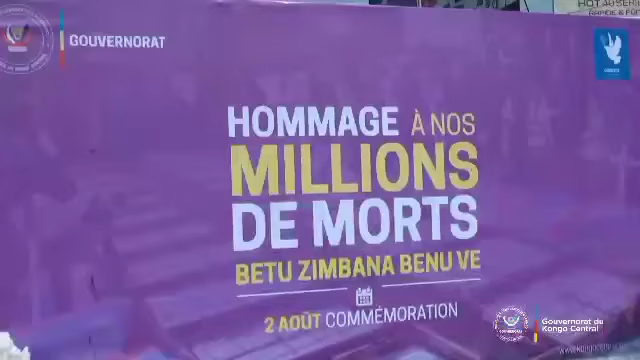 GOUVERNORAT
HOMMAGE À NOS
MILLIONS
DE MORTS
BETU ZIMBANA BENU VE
2 AOÛT COMMÉMORATION
Gouvernorat du
Kongo Central